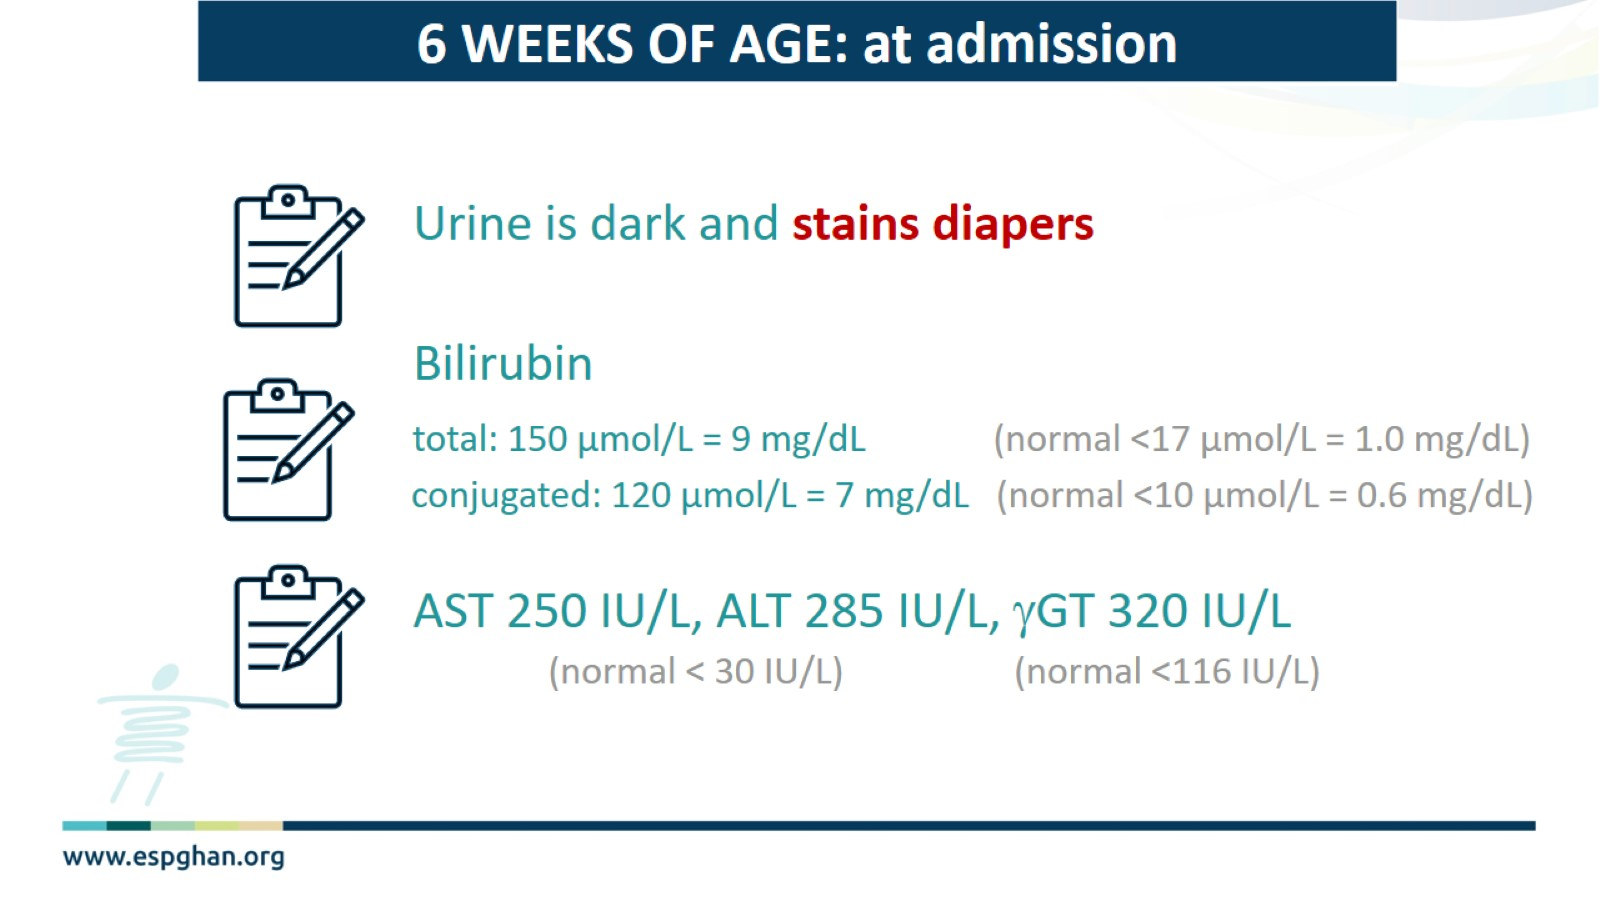 6 WEEKS OF AGE: at admission
Urine is dark and stains diapers
Bilirubin
total: 150 µmol/L = 9 mg/dL (normal <17 µmol/L = 1.0 mg/dL)
conjugated: 120 µmol/L = 7 mg/dL (normal <10 µmol/L = 0.6 mg/dL)
AST 250 IU/L, ALT 285 IU/L, γGT 320 IU/L
(normal < 30 IU/L) (normal <116 IU/L)
www.espghan.org